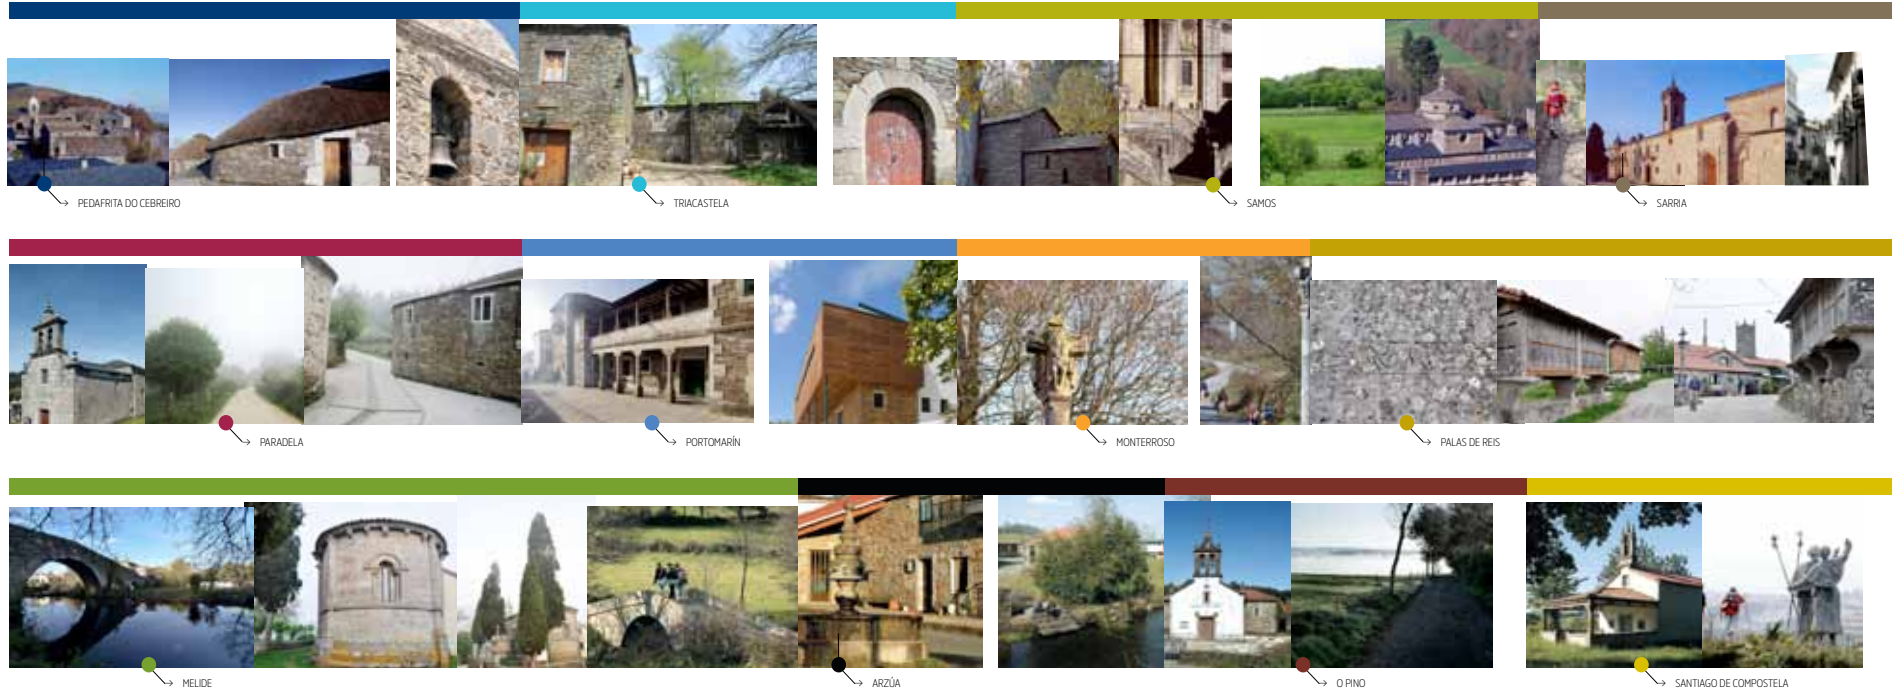 PEDAFRITA DO CEBREIRO
TRIACASTELA
SAMOS
SARRIA
PARADELA
PORTOMARÍN
MONTERROSO
PALAS DE REIS
MELIDE
ARZÚA
O PINO
SANTIAGO DE COMPOSTELA